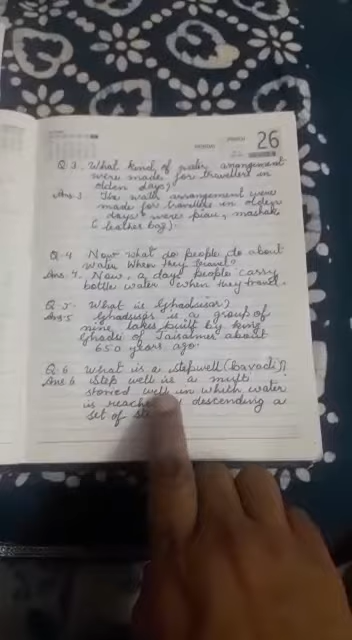 26
Q 3. What kind of water arrangement
were made for travellers in
olden days?
Ans 3 The water arrangement were
made for travellers in olden
days were piau, mashak
(leather bag).
Q.4 Now what do people do about
water when they travel?
Ans. 4. Now, a days people carry
bottle water when they travel.
Q.5. What is Ghadisar?
Ans 5 Ghadisar is a group of
nine lakes built by king
Ghadsi of Jaisalmer about
650 years ago.
Q.6 What is a stepwell (bavadi)?
Ans 6 Step well is a multi
storied well in which water
is reache descending a
set of